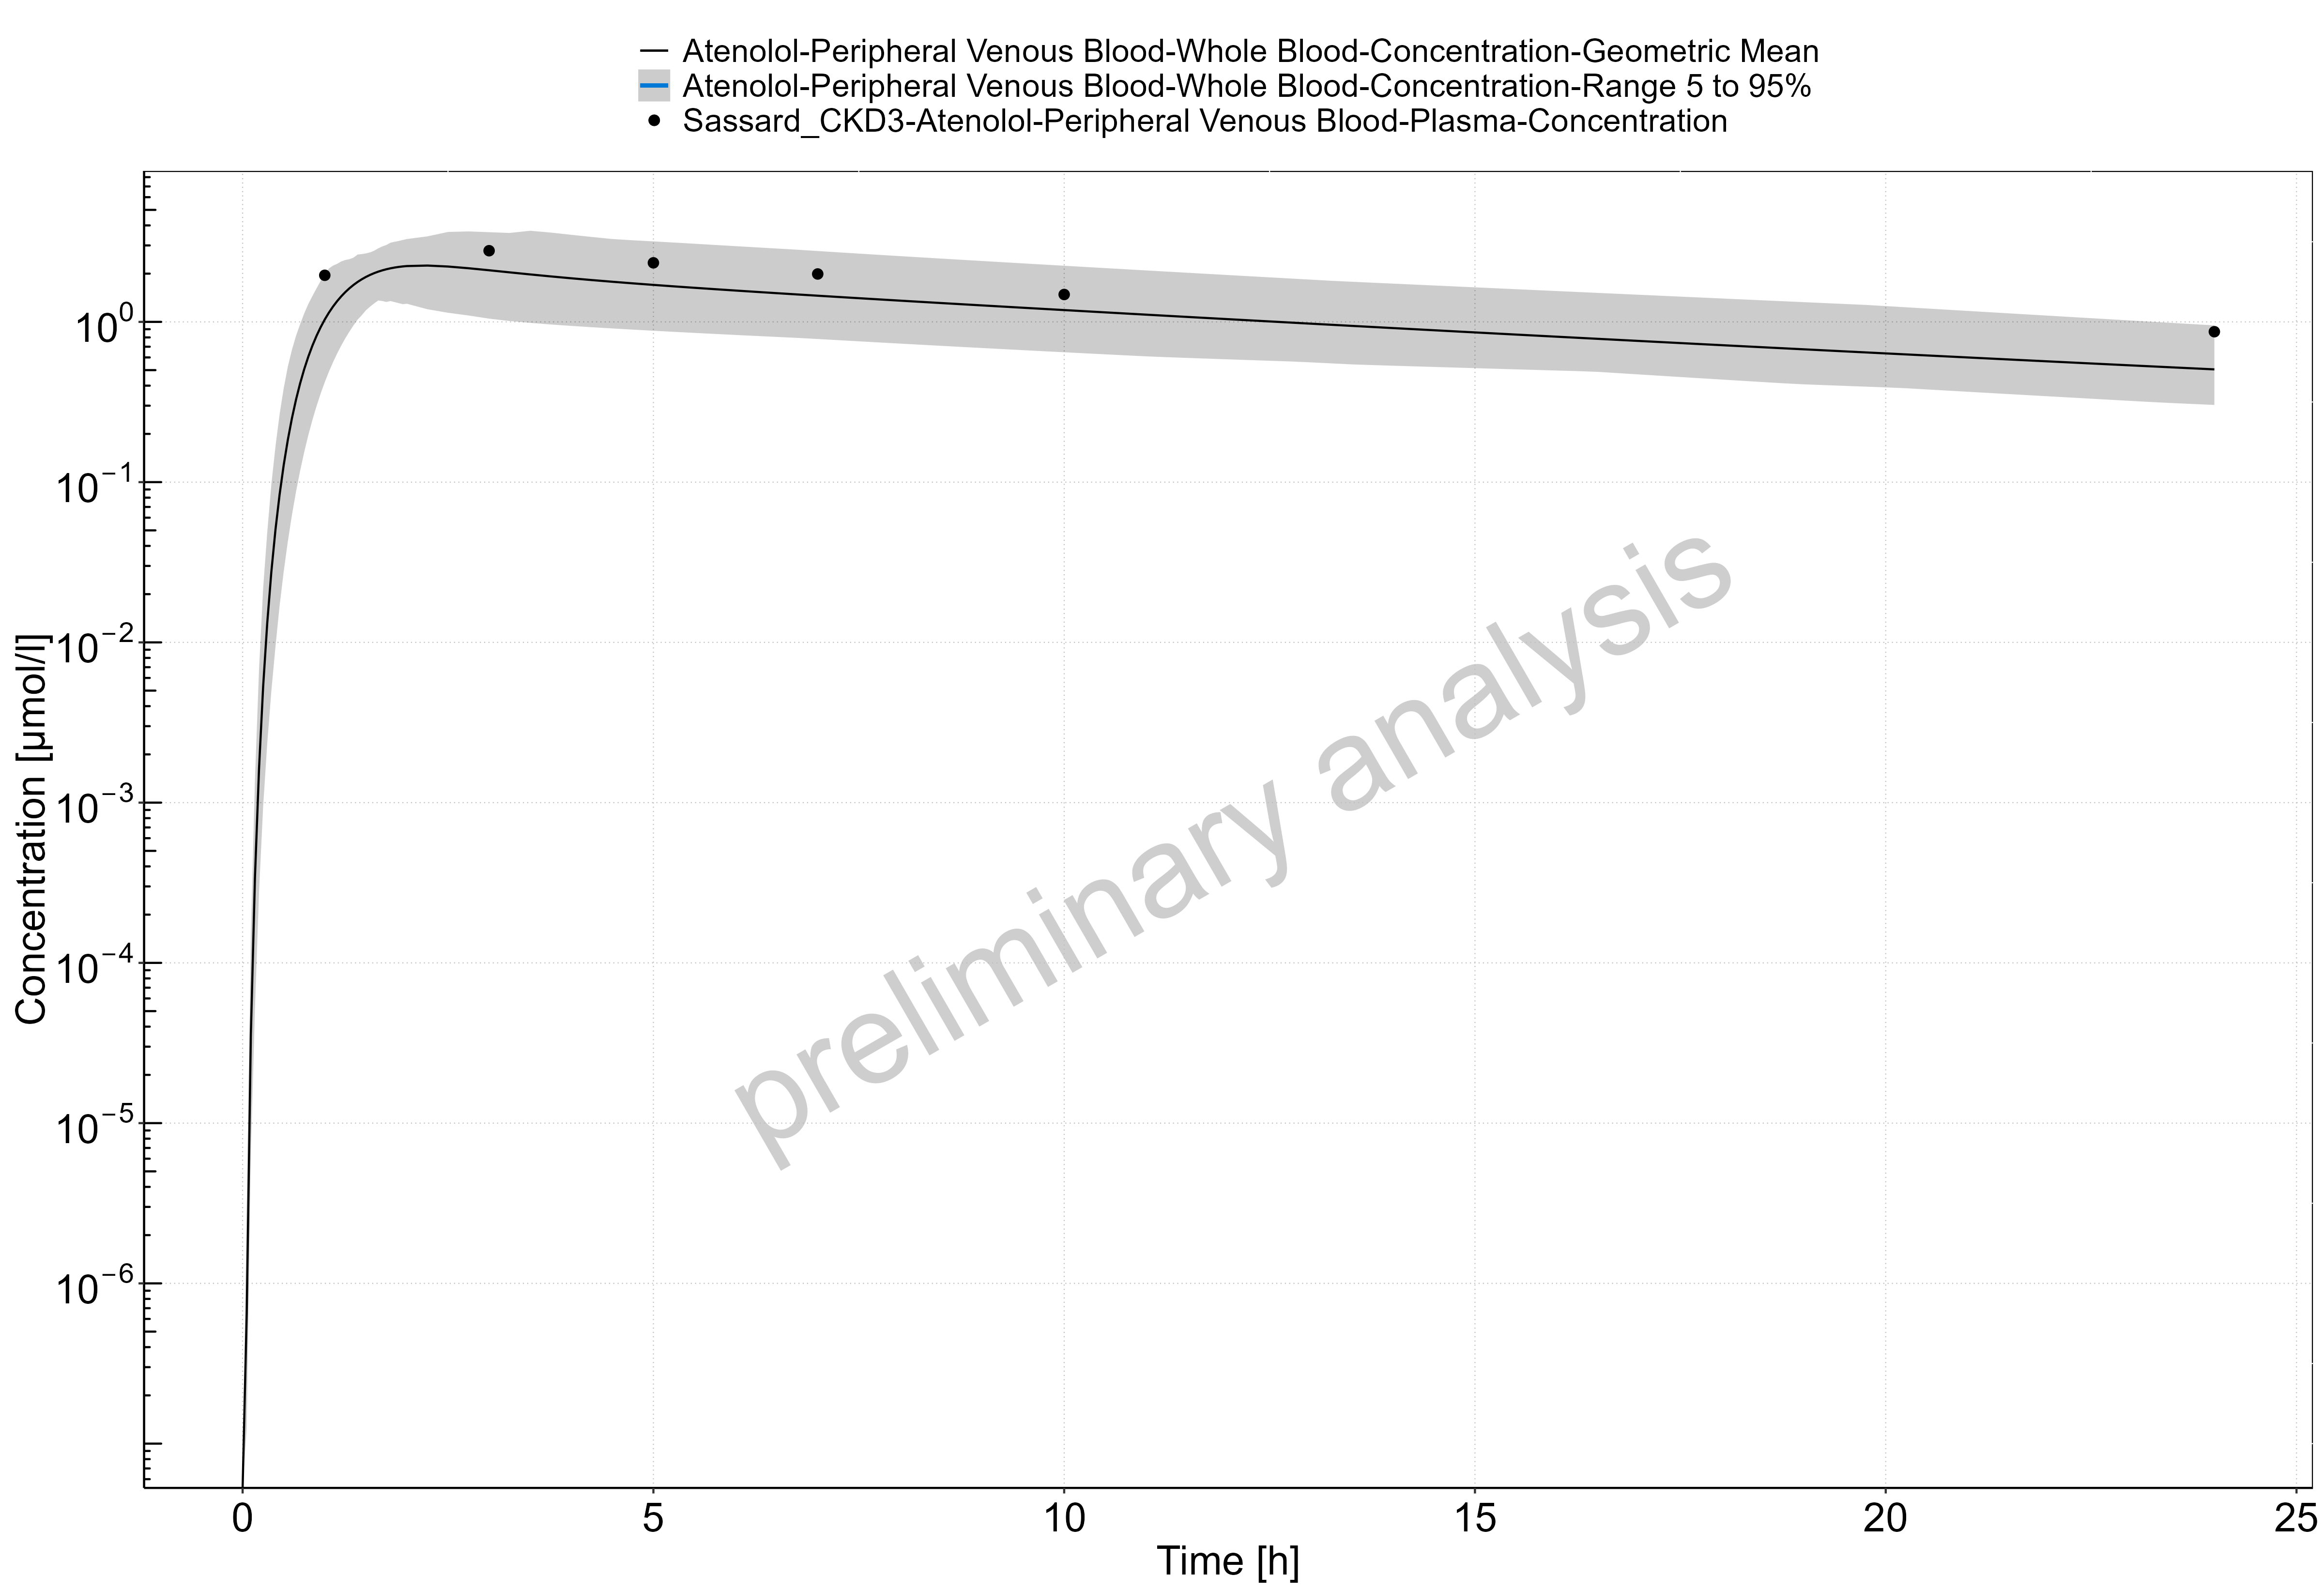 Atenolol-Peripheral Venous Blood-Whole Blood-Concentration-Geometric Mean
Atenolol-Peripheral Venous Blood-Whole Blood-Concentration-Range 5 to 95%
Sassard_CKD3-Atenolol-Peripheral Venous Blood-Plasma-Concentration
10⁰
10⁻¹
10⁻²
10⁻³
10⁻⁴
10⁻⁵
10⁻⁶
Concentration [µmol/l]
preliminary analysis
0 5 10 15 20 25
Time [h]